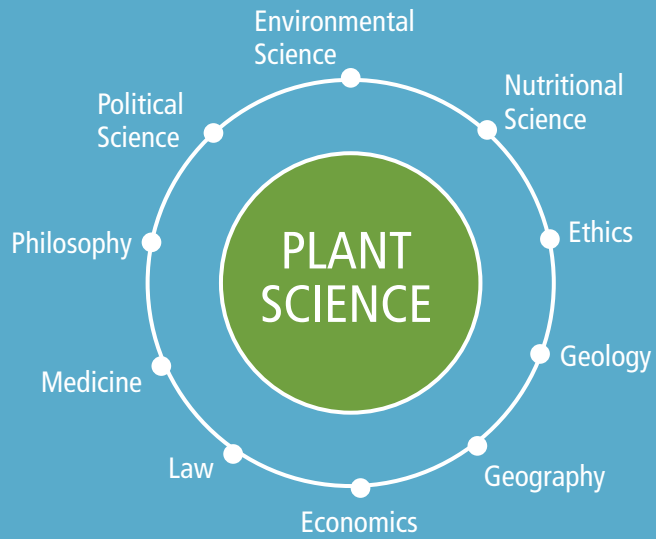 Environmental
Science
Nutritional
Science
Political
Science
Ethics
Philosophy
PLANT
SCIENCE
Geology
Medicine
Law
Geography
Economics